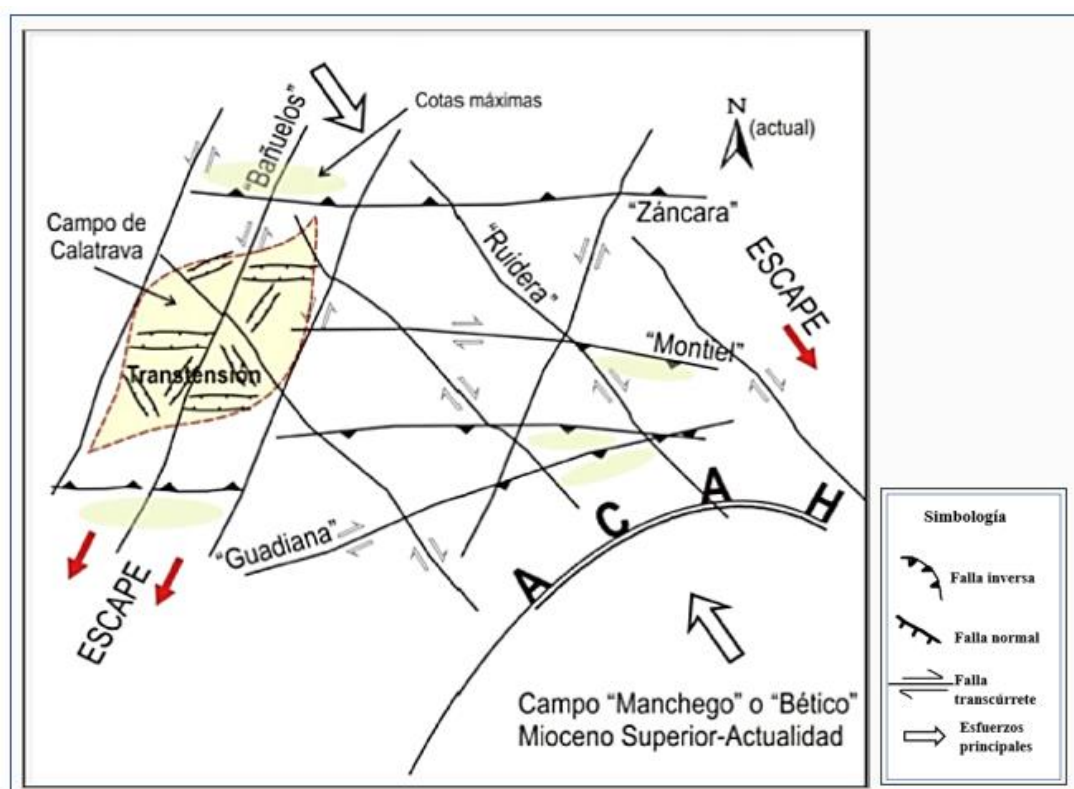 "Bañuelos"
Cotas máximas
N
(actual)
Campo de
Calatrava
"Záncara"
"Ruídera"
ESCAPE
"Montiel"
Transtensión
"Guadiana"
ESCAPE
A C A H
Campo "Manchego" o "Bético"
Mioceno Superior-Actualidad
Simbología
Falla inversa
Falla normal
Falla
transcúrrete
Esfuerzos
principales